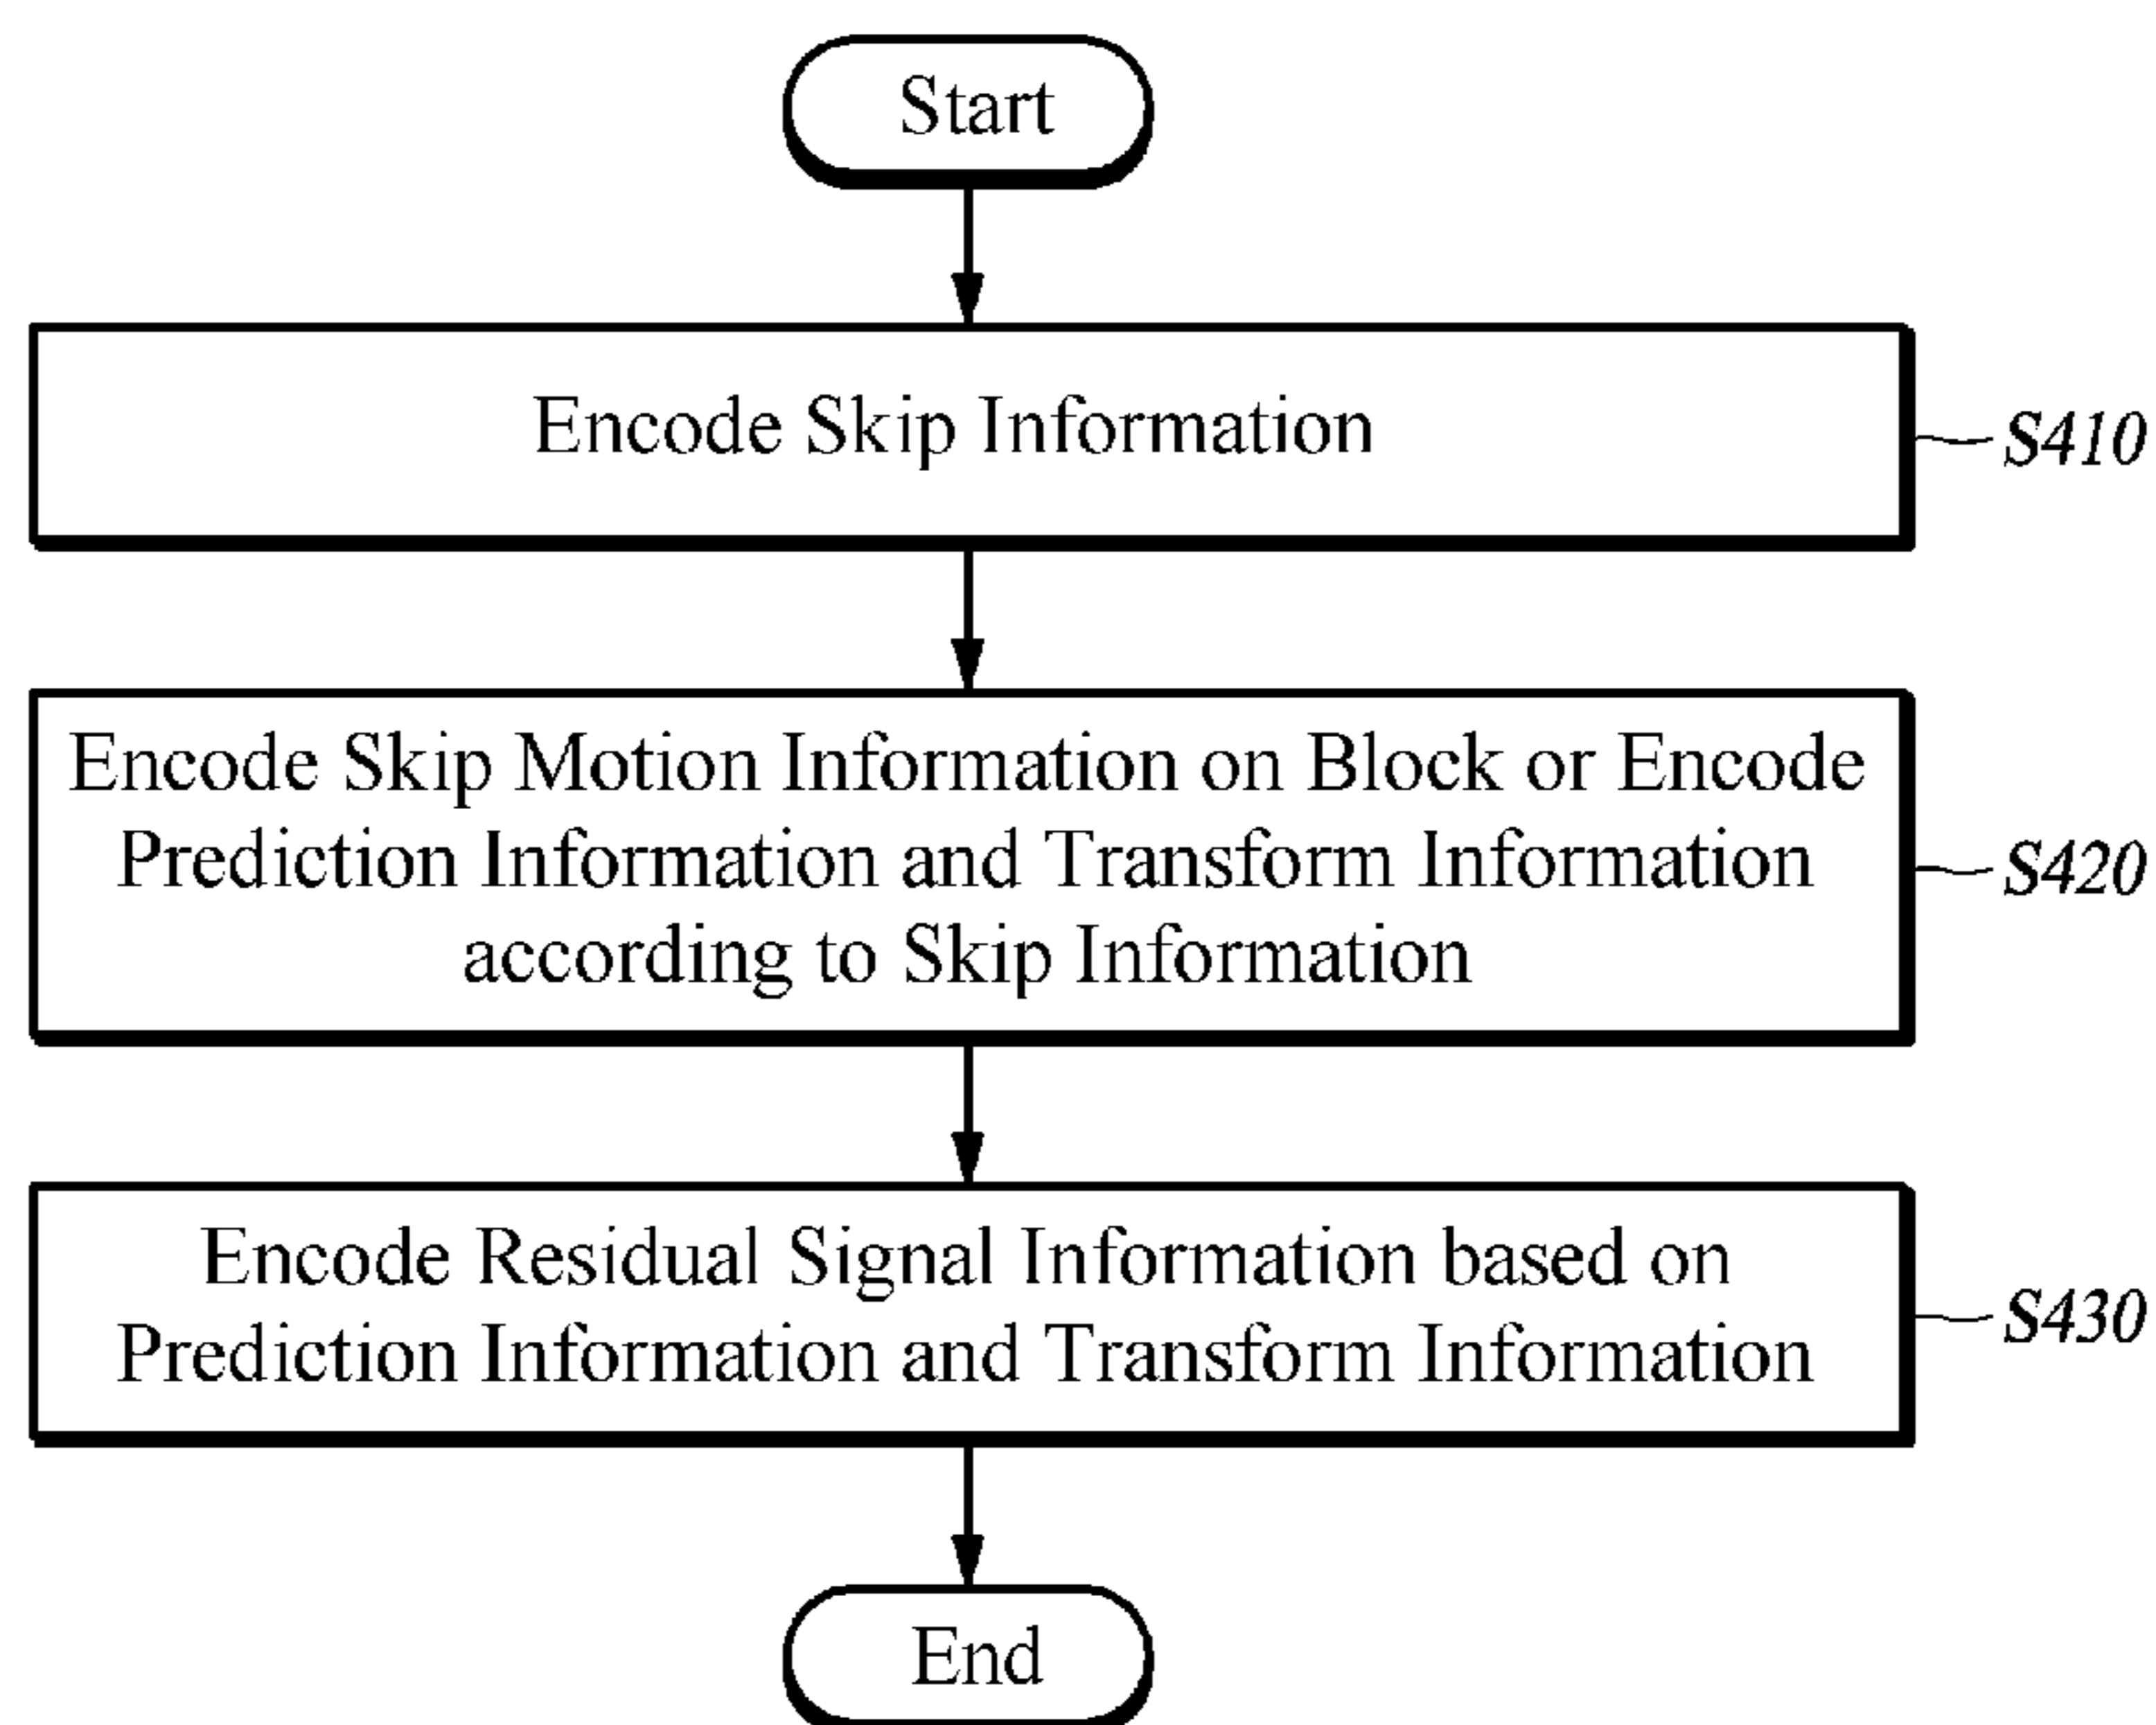 Start
Encode Skip Information
S410
Encode Skip Motion Information on Block or Encode
Prediction Information and Transform Information
according to Skip Information
S420
Encode Residual Signal Information based on
Prediction Information and Transform Information
S430
End